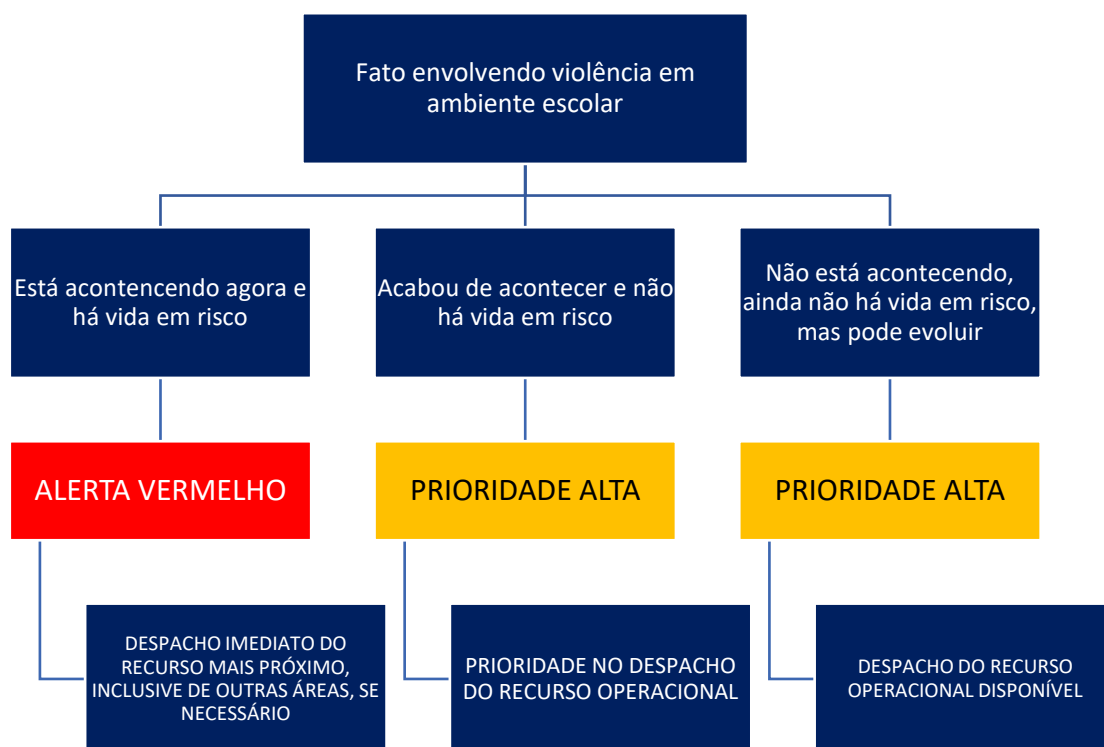 Fato envolvendo violência em
ambiente escolar
Está acontencendo agora e
há vida em risco
Acabou de acontecer e não
há vida em risco
Não está acontecendo,
ainda não há vida em risco,
mas pode evoluir
ALERTA VERMELHO
PRIORIDADE ALTA
PRIORIDADE ALTA
DESPACHO IMEDIATO DO
RECURSO MAIS PRÓXIMO,
INCLUSIVE DE OUTRAS ÁREAS, SE
NECESSÁRIO
PRIORIDADE NO DESPACHO
DO RECURSO OPERACIONAL
DESPACHO DO RECURSO
OPERACIONAL DISPONÍVEL